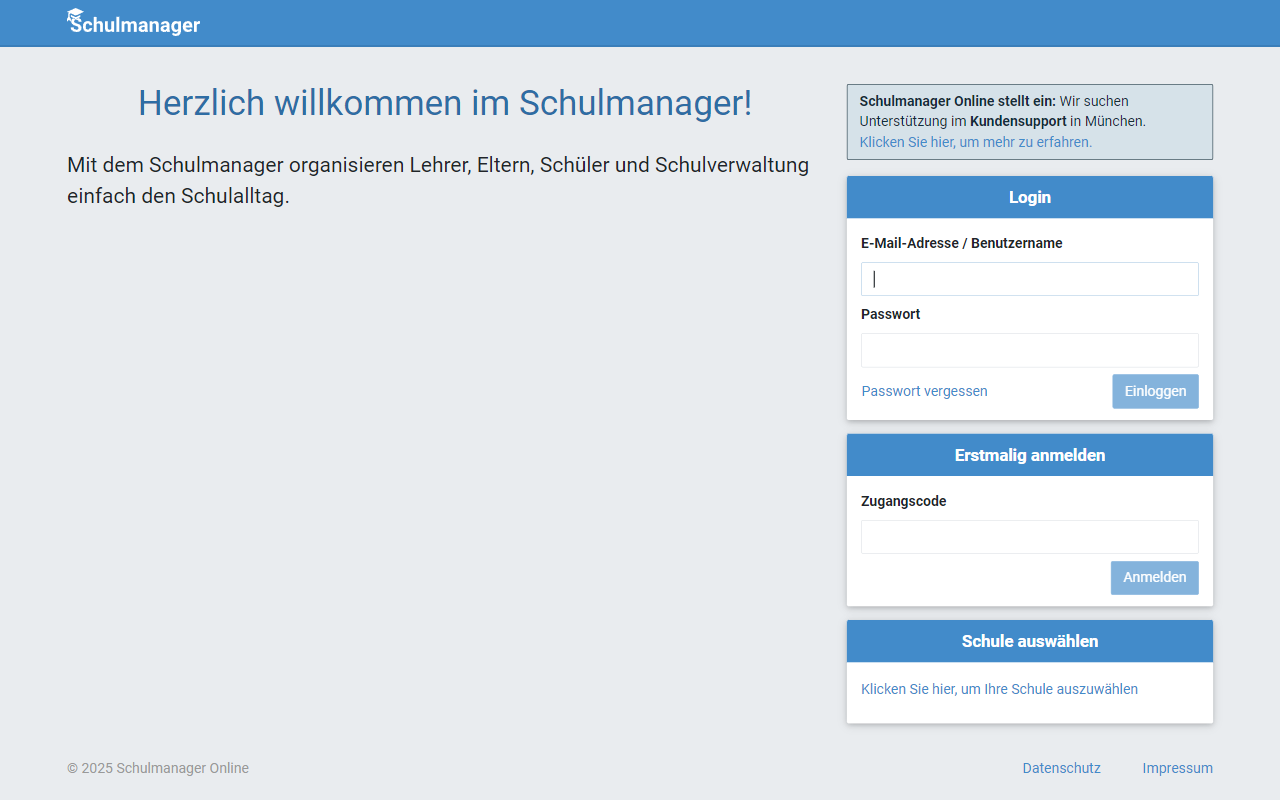 Schulmanager
Herzlich willkommen im Schulmanager!
Mit dem Schulmanager organisieren Lehrer, Eltern, Schüler und Schulverwaltung
einfach den Schulalltag.
Schulmanager Online stellt ein: Wir suchen
Unterstützung im Kundensupport in München.
Klicken Sie hier, um mehr zu erfahren.
Login
E-Mail-Adresse / Benutzername
Passwort
Passwort vergessen
Einloggen
Erstmalig anmelden
Zugangscode
Anmelden
Schule auswählen
Klicken Sie hier, um Ihre Schule auszuwählen
© 2025 Schulmanager Online
Datenschutz
Impressum